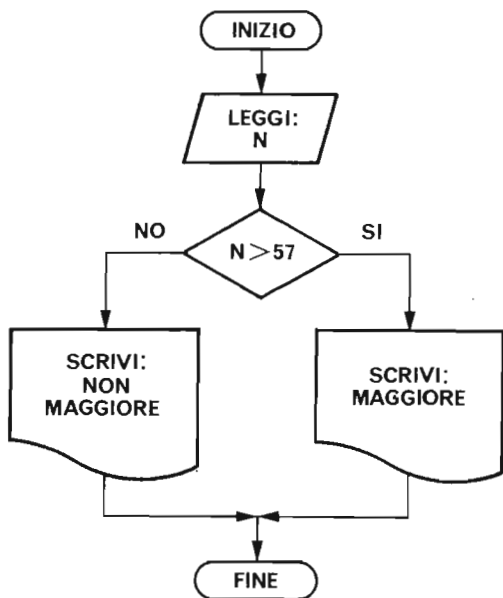 INIZIO
LEGGI:
N
NO
N > 57
SI
SCRIVI:
NON
MAGGIORE
SCRIVI:
MAGGIORE
FINE